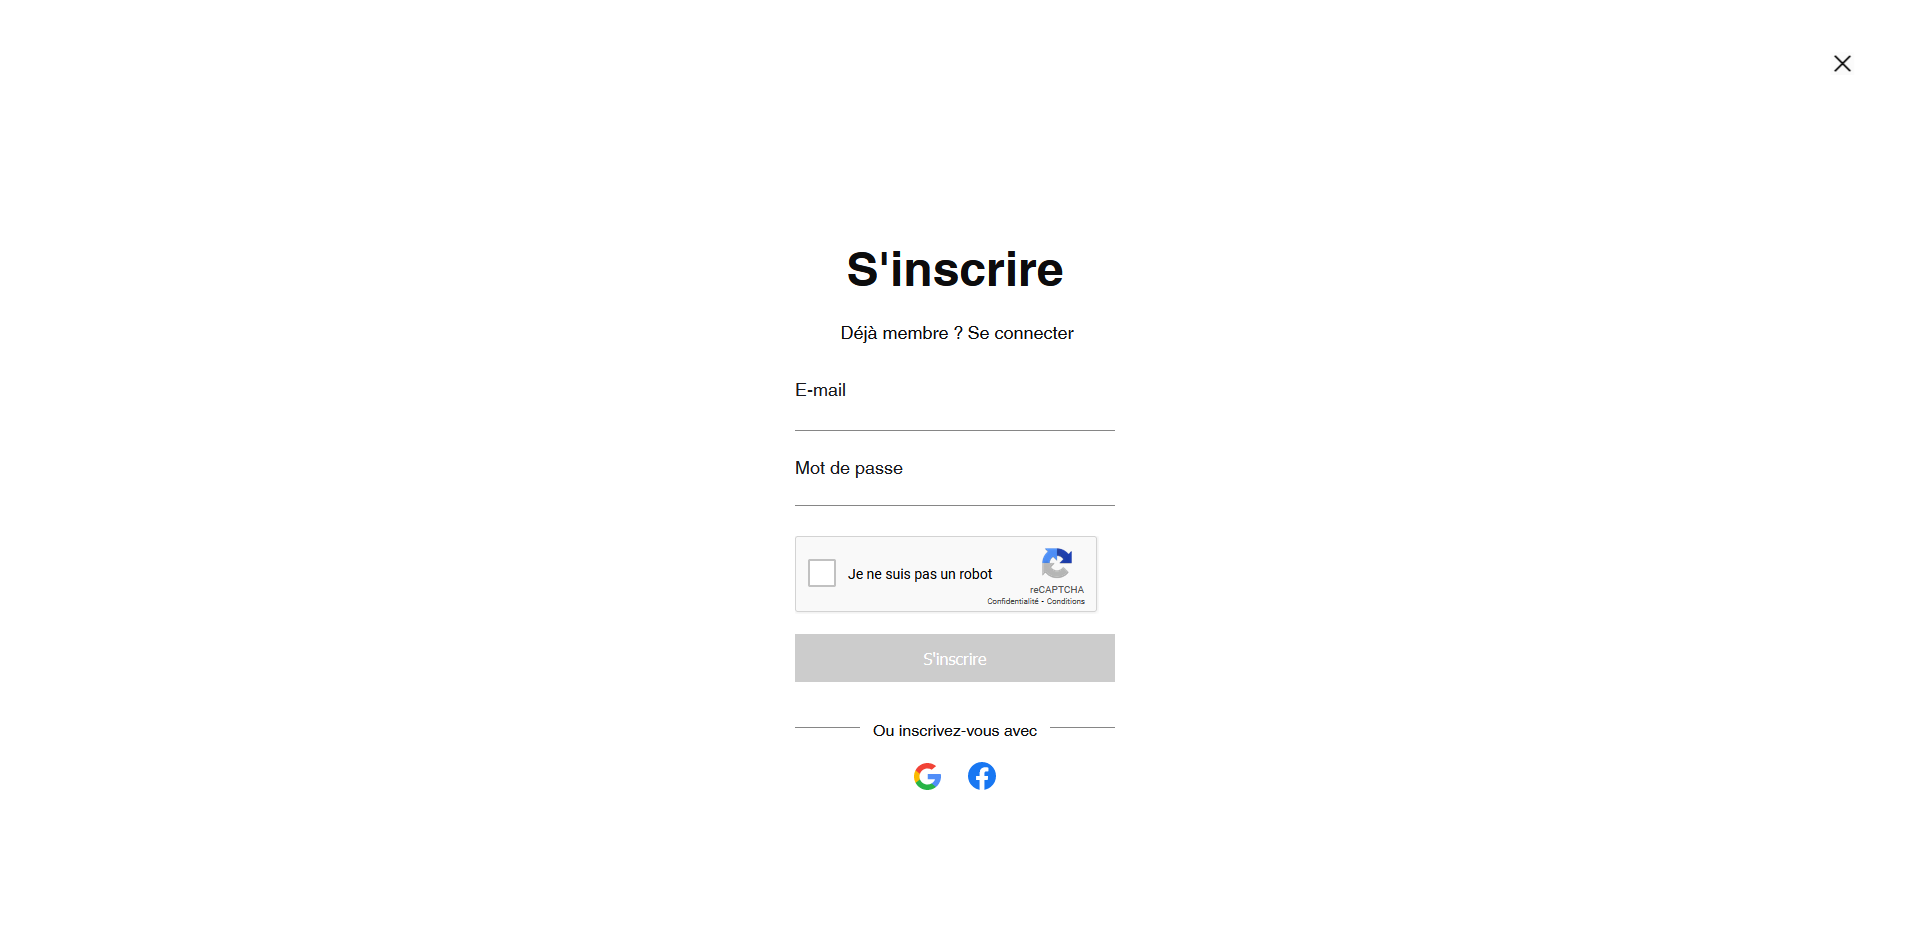 S'inscrire
Déjà membre ? Se connecter
E-mail
Mot de passe
Je ne suis pas un robot
reCAPTCHA
Confidentialité - Conditions
S'inscrire
Ou inscrivez-vous avec